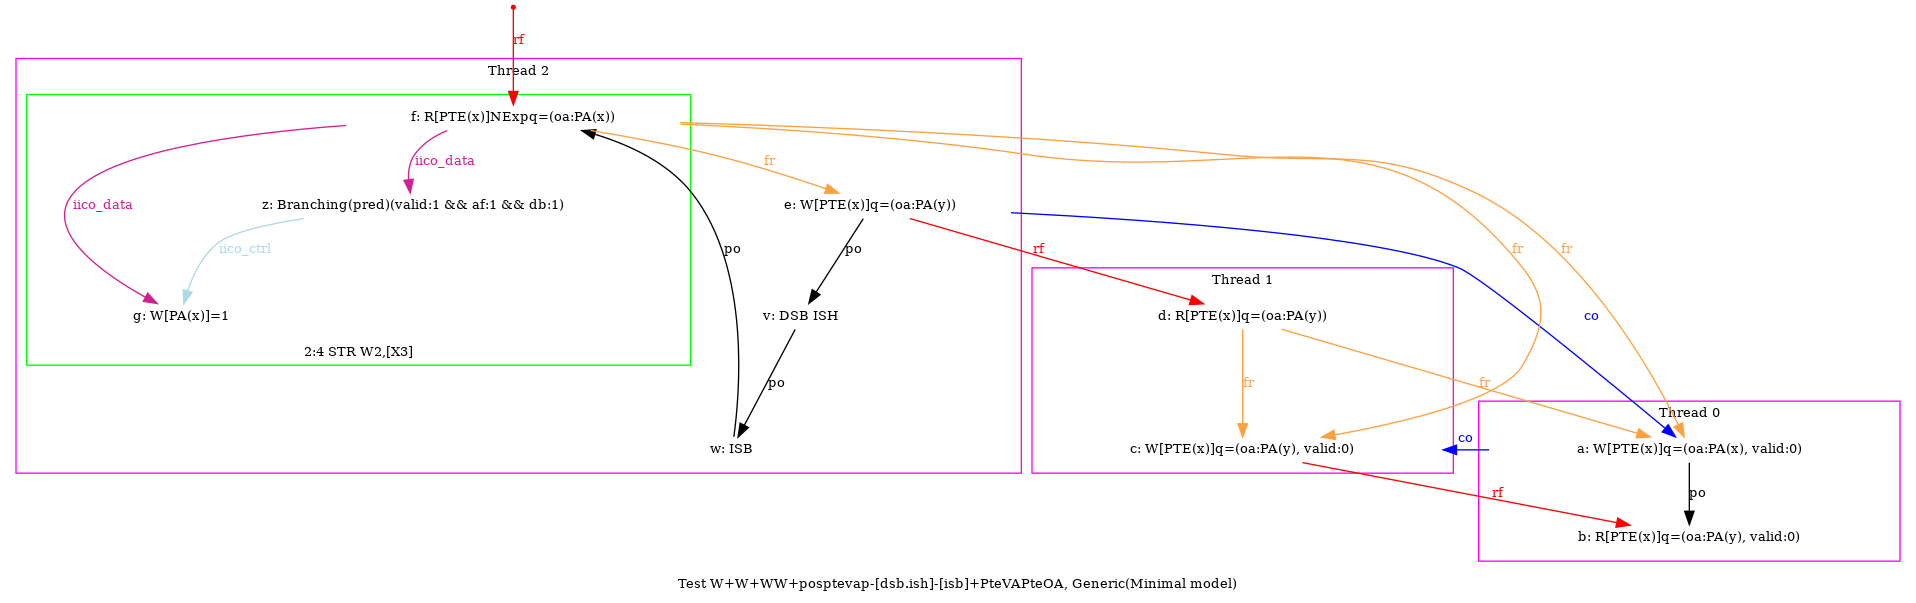 rf
Thread 2
f: R[PTE(x)]NExpq=(oa:PA(x))
iico_data
fr
iico_data
z: Branching(pred)(valid:1 && af:1 && db:1)
e: W[PTE(x)]q=(oa:PA(y))
iico_ctrl
po
po
rf
fr
fr
Thread 1
g: W[PA(x)]=1
v: DSB ISH
d: R[PTE(x)]q=(oa:PA(y))
co
2:4 STR W2,[X3]
po
fr
fr
Thread 0
co
w: ISB
c: W[PTE(x)]q=(oa:PA(y), valid:0)
a: W[PTE(x)]q=(oa:PA(x), valid:0)
rf
po
b: R[PTE(x)]q=(oa:PA(y), valid:0)
Test W+W+WW+posptevap-[dsb.ish]-[isb]+PteVAPteOA, Generic(Minimal model)